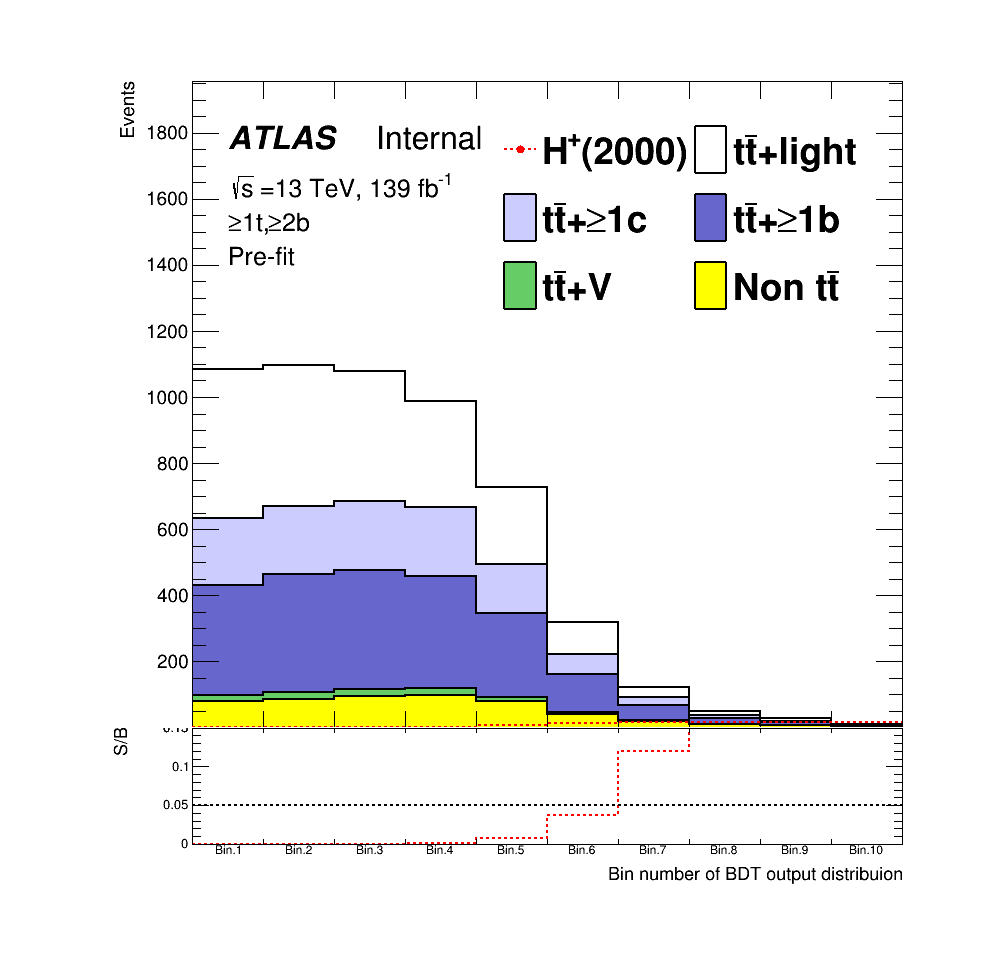 Events
1800
1600
1400
1200
1000
800
600
400
200
ATLAS Internal
√s =13 TeV, 139 fb⁻¹
≥1t,≥2b
Pre-fit
H⁺(2000)
tt̄+light
tt̄+≥1c
tt̄+≥1b
tt̄+V
Non tt̄
S/B
0.15
0.1
0.05
0
Bin.1 Bin.2 Bin.3 Bin.4 Bin.5 Bin.6 Bin.7 Bin.8 Bin.9 Bin.10
Bin number of BDT output distribuion